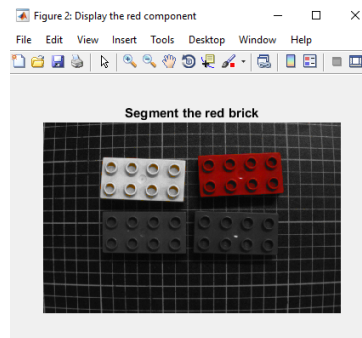 Figure 2: Display the red component
File Edit View Insert Tools Desktop Window Help
Segment the red brick